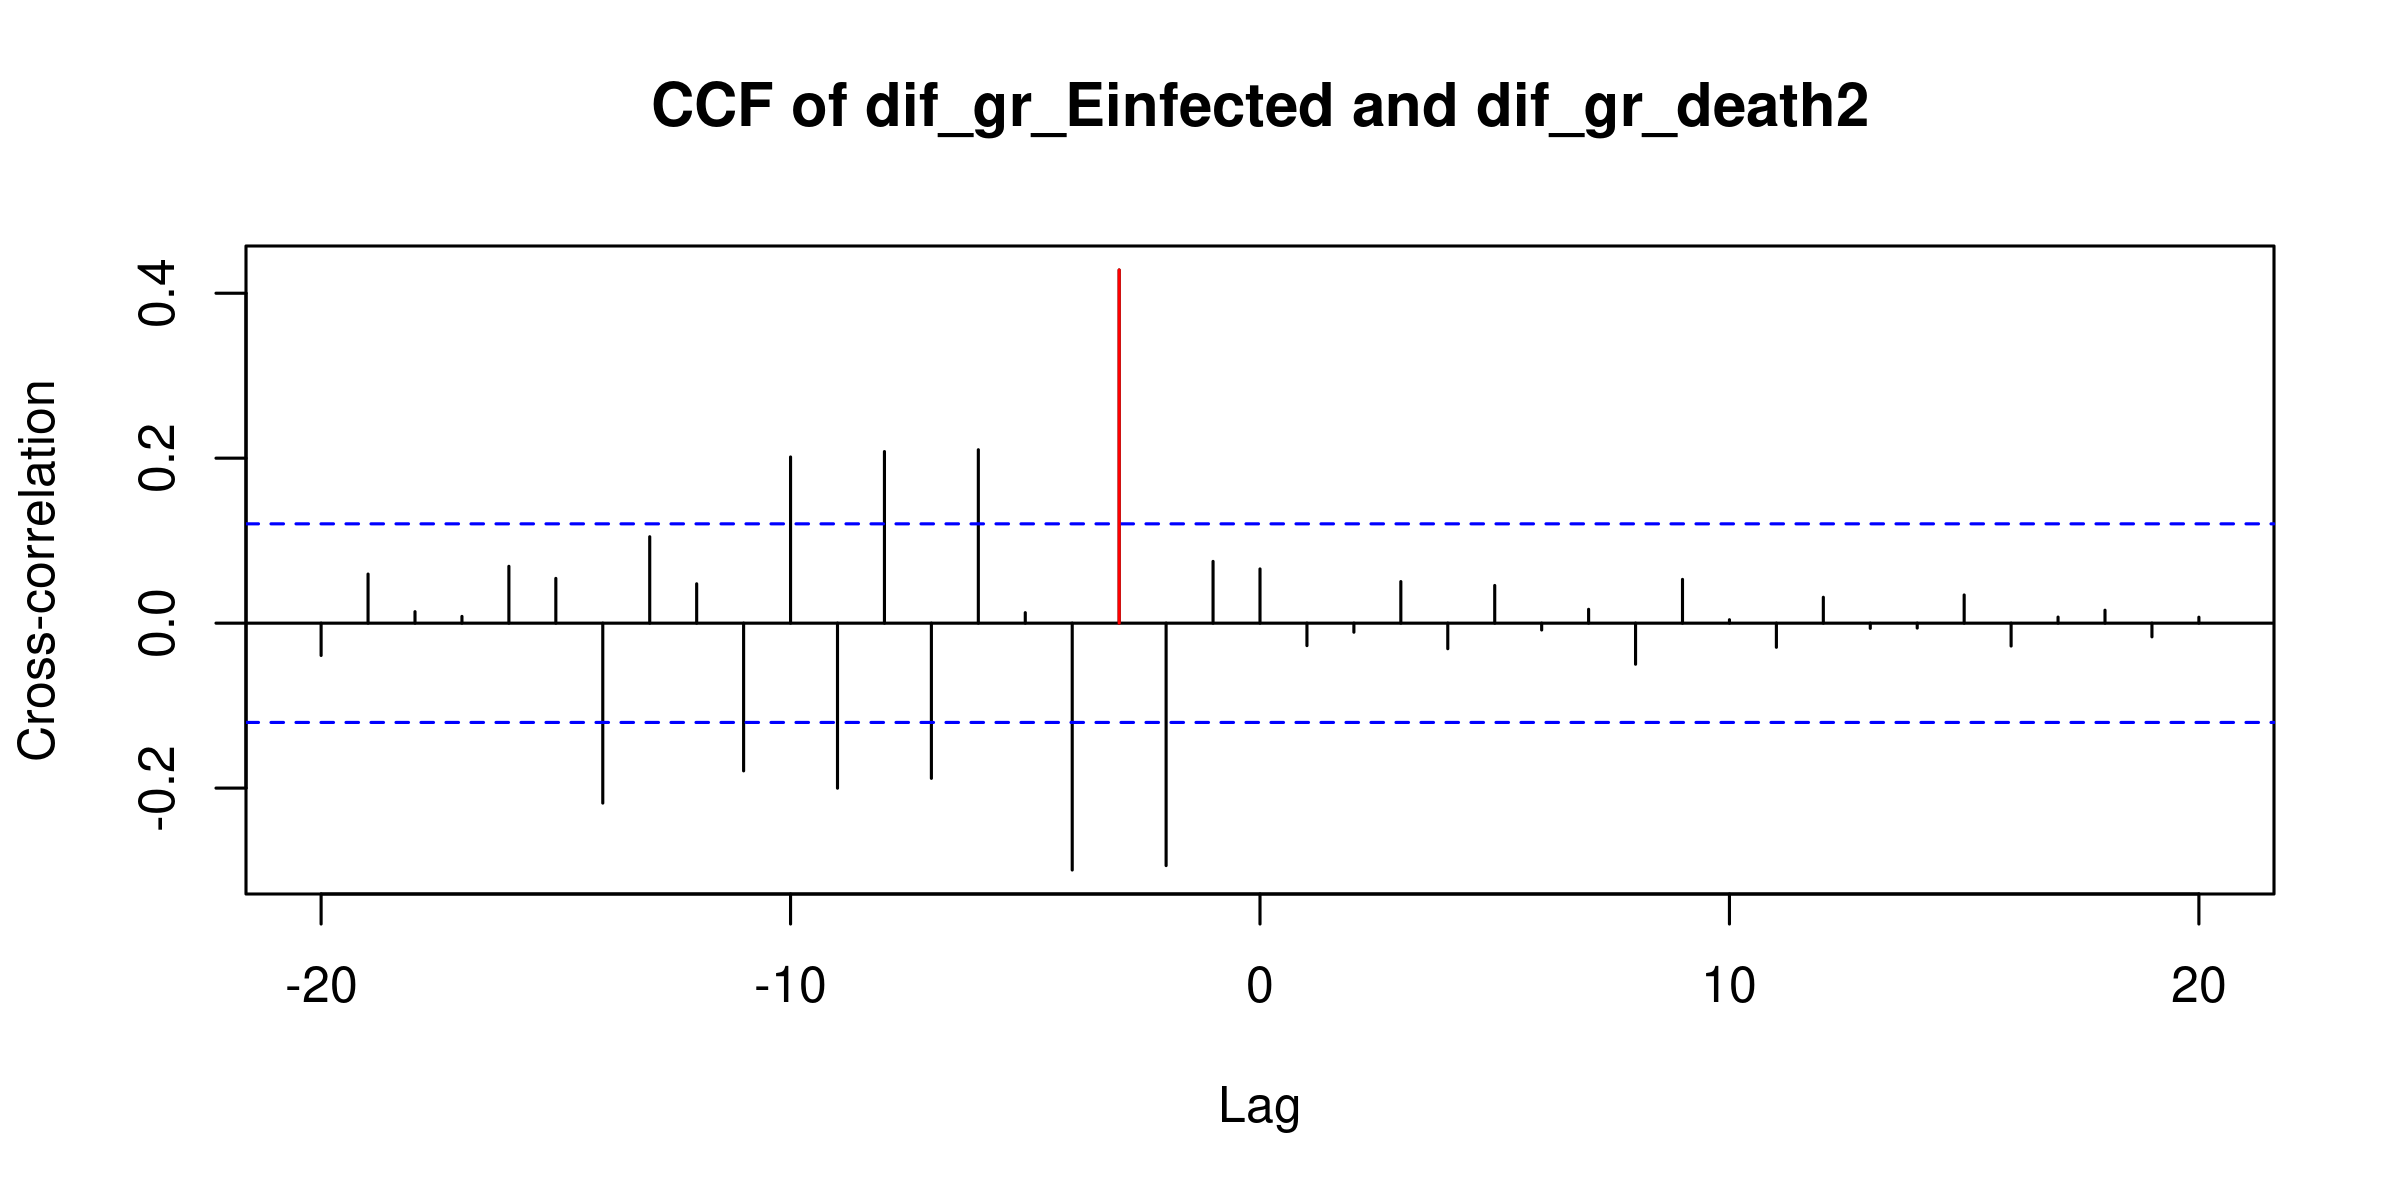 CCF of dif_gr_Einfected and dif_gr_death2
Cross-correlation
0.4
0.2
0.0
-0.2
-20 -10 0 10 20
Lag